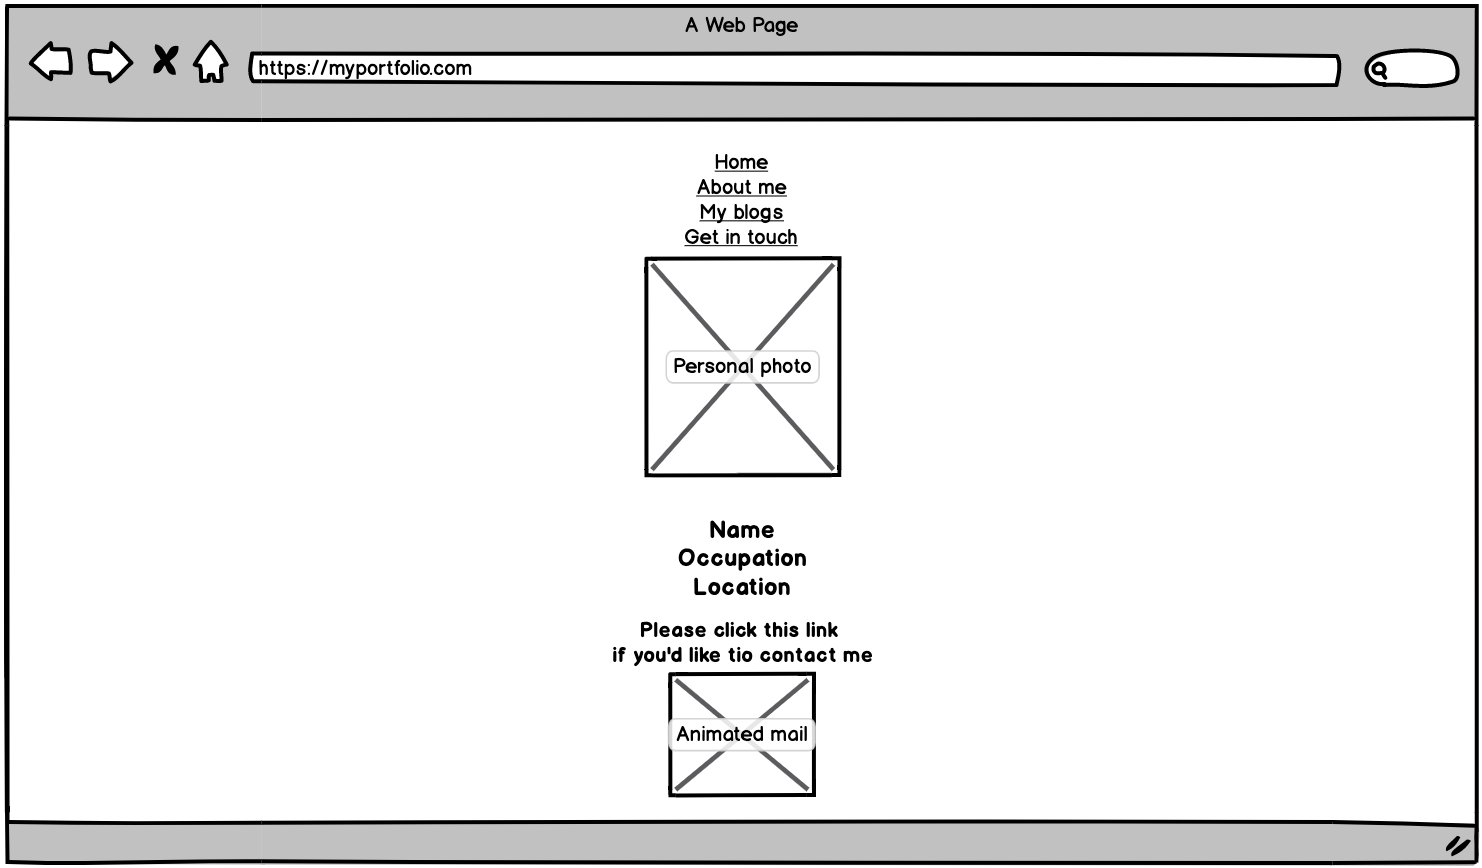 A Web Page
https://myportfolio.com
Home
About me
My blogs
Get in touch
Personal photo
Name
Occupation
Location
Please click this link
if you'd like tio contact me
Animated mail